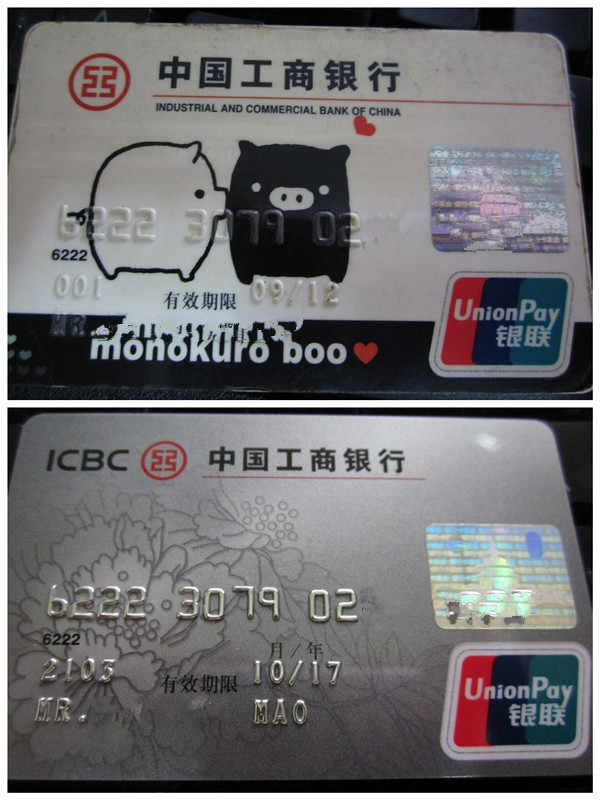 中国工商银行
INDUSTRIAL AND COMMERCIAL BANK OF CHINA
6222 3079 02
6222
001 有效期限 09/12
MR.
monokuro boo
UnionPay
银联
ICBC 中国工商银行
6222 3079 02
6222
月/年
2103 有效期限 10/17
MR. MAO
UnionPay
银联